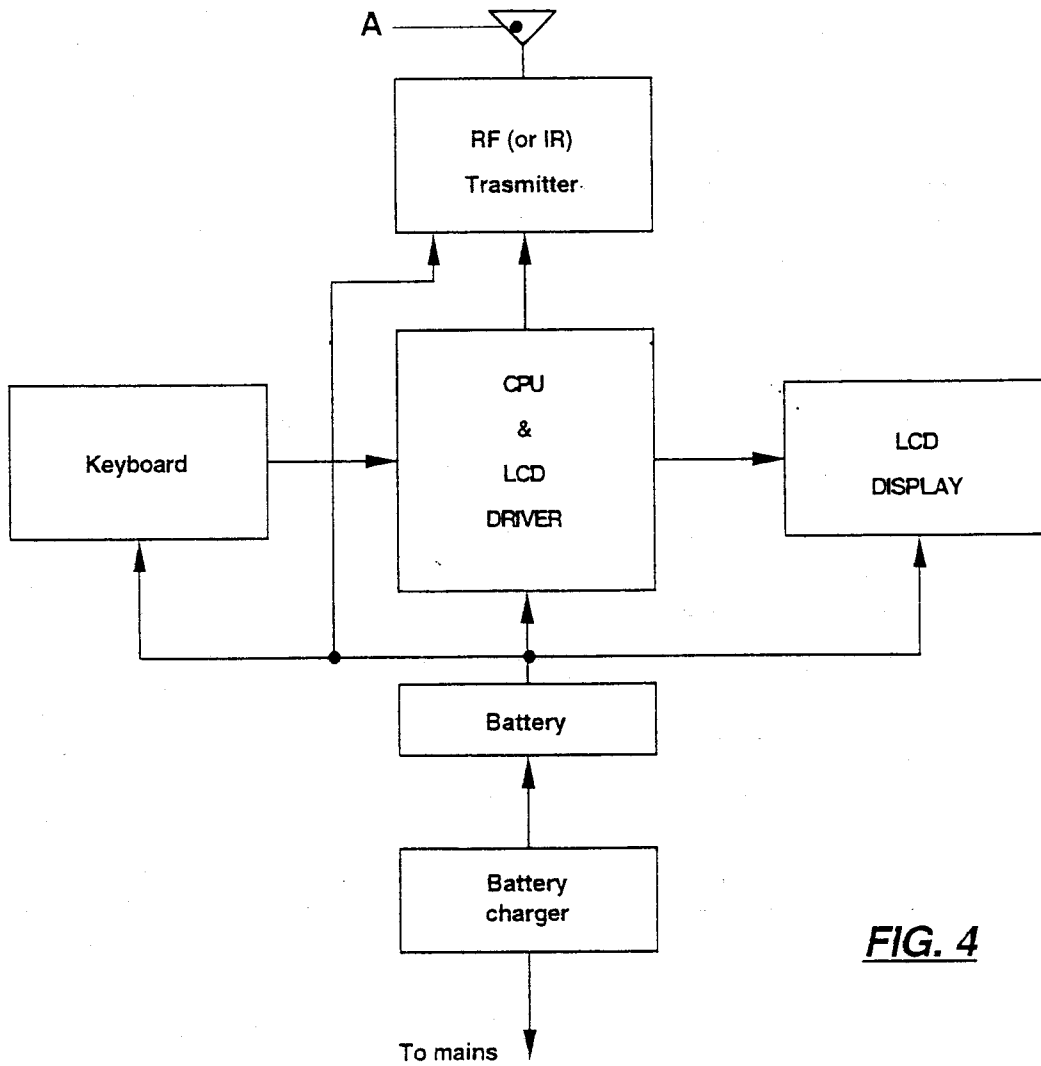 A
RF (or IR)
Trasmitter
Keyboard
CPU
&
LCD
DRIVER
LCD
DISPLAY
Battery
Battery
charger
FIG. 4
To mains